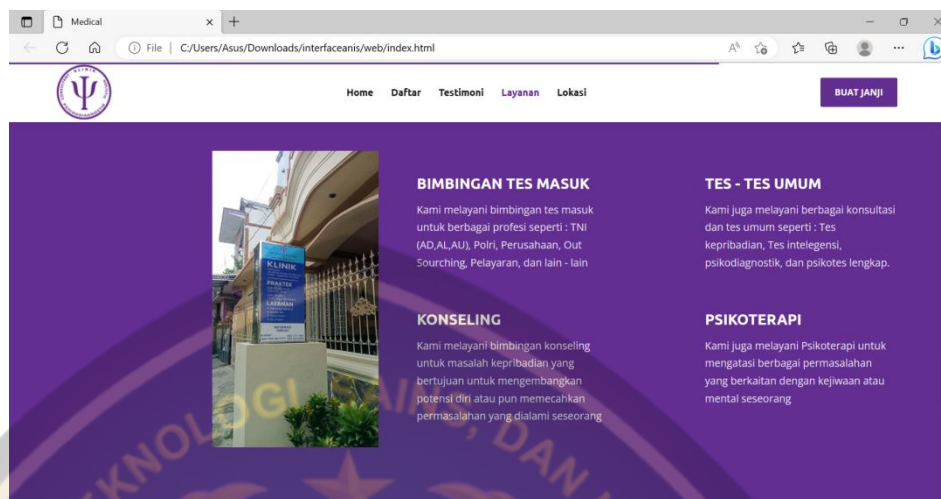 Medical
File
C:/Users/Asus/Downloads/interfaceanis/web/index.html
KLINIK
Home Daftar Testimoni Layanan Lokasi
BUAT JANJI
KLINIK
PRAKTEK
LAYANAN
BIMBINGAN TES MASUK
Kami melayani bimbingan tes masuk
untuk berbagai profesi seperti : TNI
(AD,AL,AU), Polri, Perusahaan, Out
Sourching, Pelayaran, dan lain - lain
TES - TES UMUM
Kami juga melayani berbagai konsultasi
dan tes umum seperti : Tes
kepribadian, Tes intelegensi,
psikodiagnostik, dan psikotes lengkap.
KONSELING
Kami melayani bimbingan konseling
untuk masalah kepribadian yang
bertujuan untuk mengembangkan
potensi diri atau pun memecahkan
permasalahan yang dialami seseorang
PSIKOTERAPI
Kami juga melayani Psikoterapi untuk
mengatasi berbagai permasalahan
yang berkaitan dengan kejiwaan atau
mental seseorang
SAINS, DAN